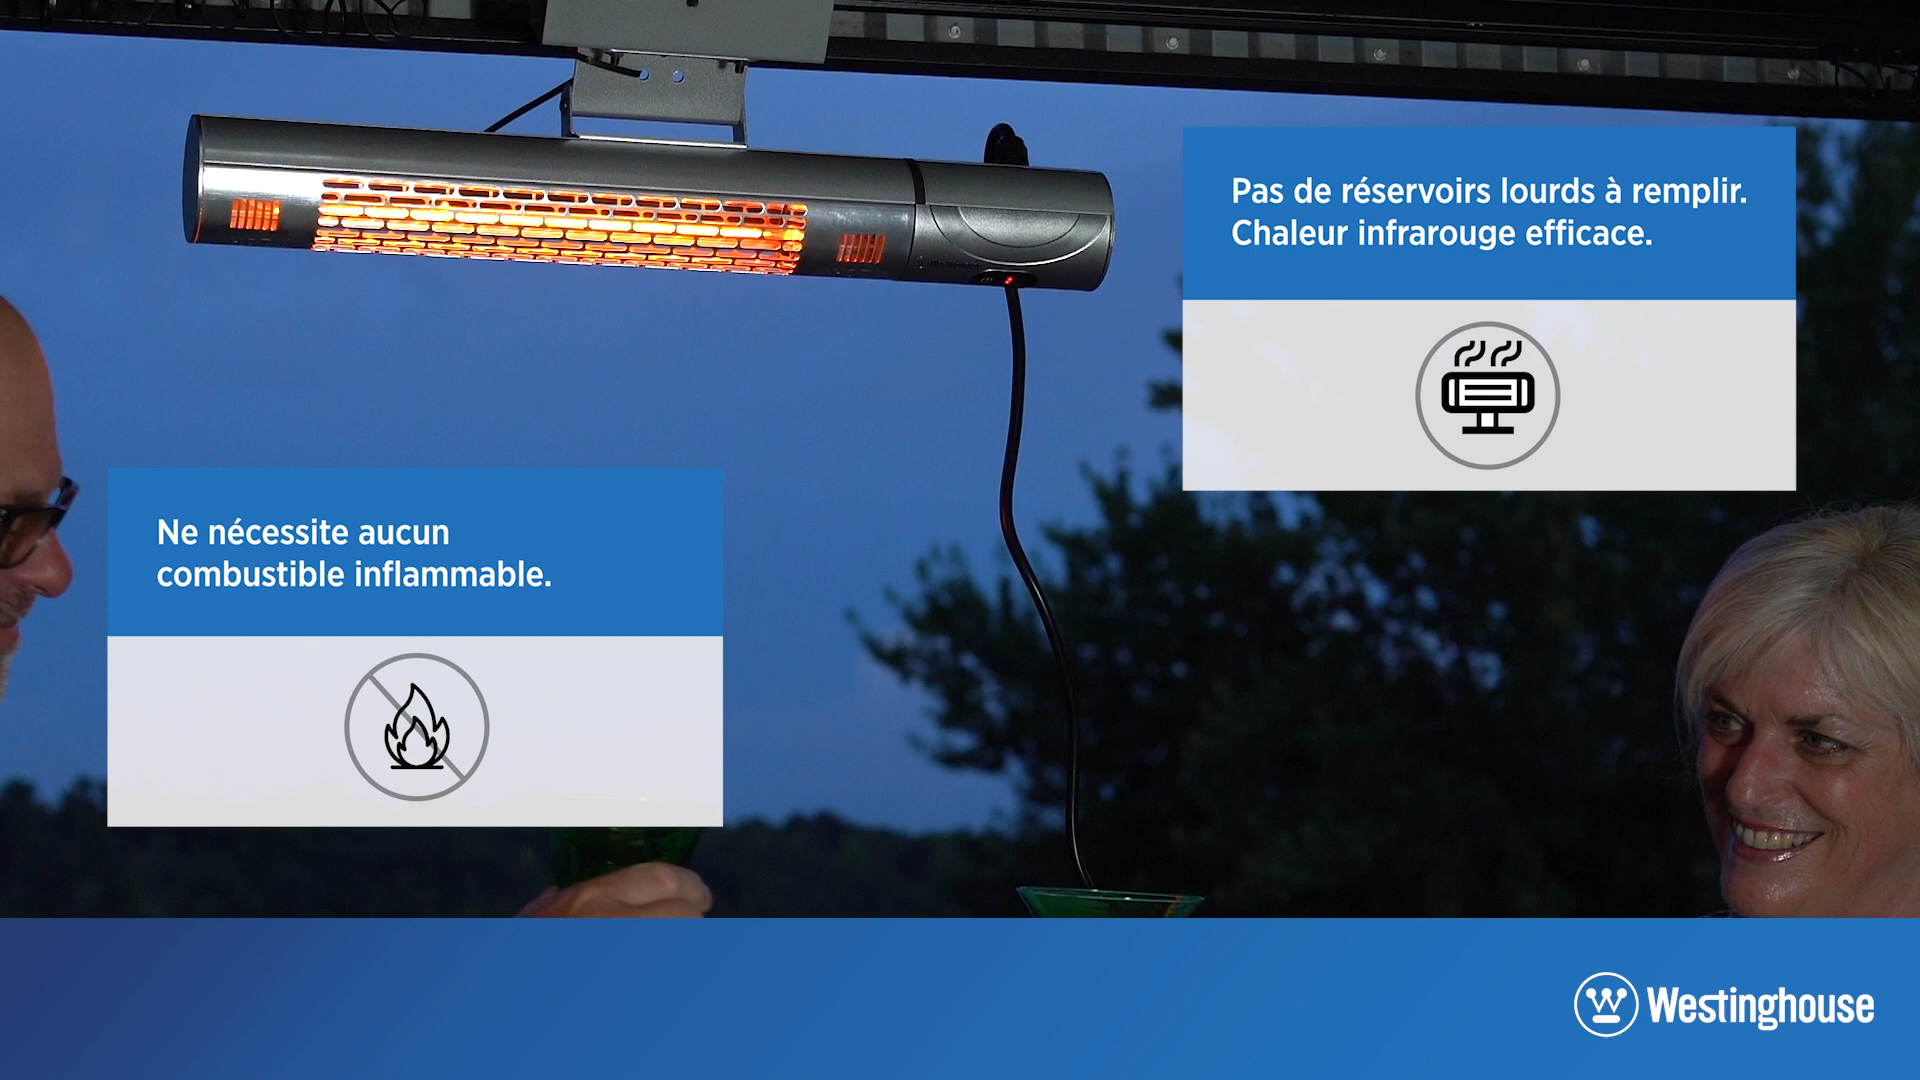 Pas de réservoirs lourds à remplir.
Chaleur infrarouge efficace.
Ne nécessite aucun
combustible inflammable.
Westinghouse